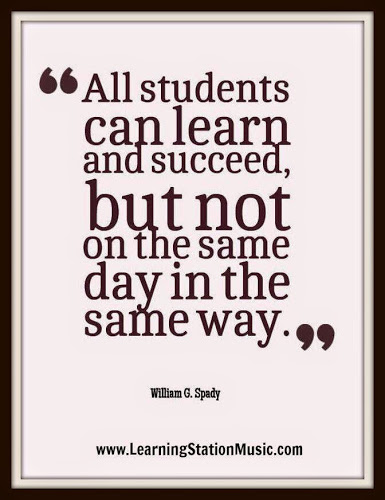 “All students
can learn
and succeed,
but not
on the same
day in the
same way.”
William G. Spady
www.LearningStationMusic.com